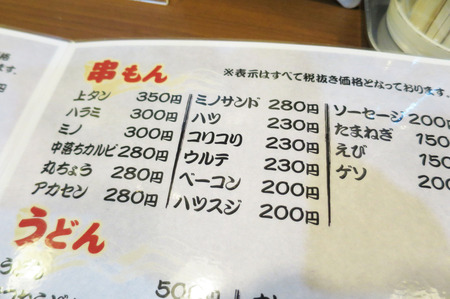 串もん
※表示はすべて税抜き価格となっております。
上タン 350円
ハラミ 300円
ミノ 300円
中落ちカルビ 280円
丸ちょう 280円
アカセン 280円
ミノサンド 280円
ハツ 230円
コリコリ 230円
ウルテ 230円
ベーコン 200円
ハツスジ 200円
ソーセージ 200
たまねぎ 150
えび 150
ゲソ 200
うどん
500円